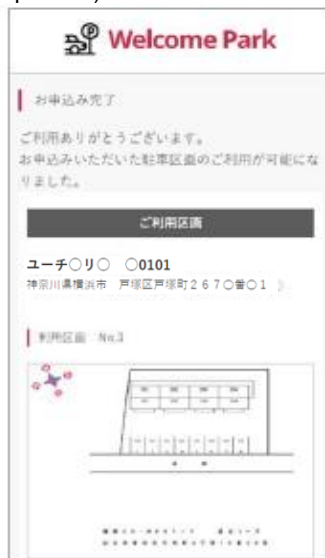 Welcome Park
お申込み完了
ご利用ありがとうございます。
お申込みいただいた駐車区画のご利用が可能にな
りました。
ご利用区画
ユーチ○リ○ ○0101
神奈川県横浜市 戸塚区戸塚町267○番○1
利用区画 No.3